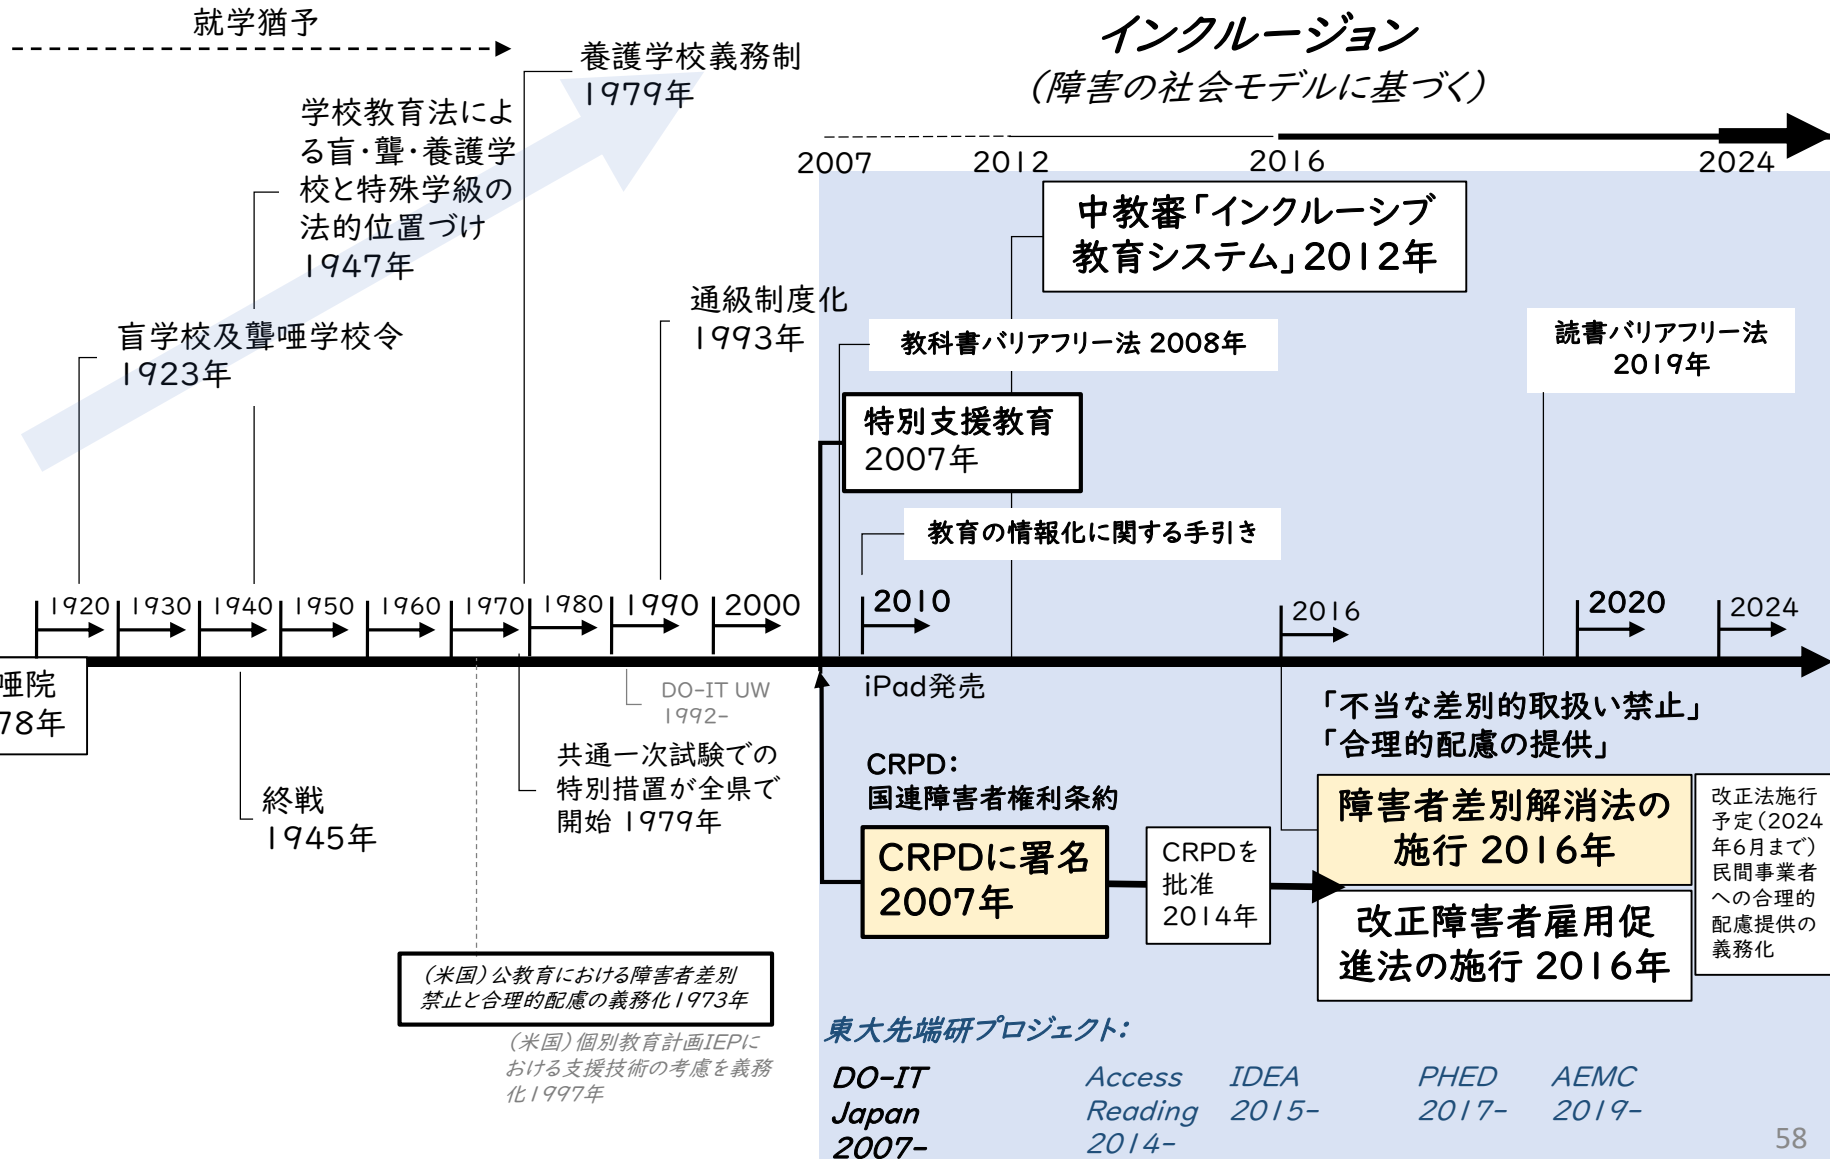 就学猶予
養護学校義務制
1979年
学校教育法によ
る盲・聾・養護学
校と特殊学級の
法的位置づけ
1947年
盲学校及聾唖学校令
1923年
通級制度化
1993年
インクルージョン
（障害の社会モデルに基づく）
2007
2012
2016
2024
中教審「インクルーシブ
教育システム」2012年
教科書バリアフリー法 2008年
読書バリアフリー法
2019年
特別支援教育
2007年
教育の情報化に関する手引き
1920
1930
1940
1950
1960
1970
1980
1990
2000
2010
2016
2020
2024
唖院
78年
終戦
1945年
DO-IT UW
1992-
共通一次試験での
特別措置が全県で
開始 1979年
iPad発売
CRPD：
国連障害者権利条約
CRPDに署名
2007年
CRPDを
批准
2014年
「不当な差別的取扱い禁止」
「合理的配慮の提供」
障害者差別解消法の
施行 2016年
改正障害者雇用促
進法の施行 2016年
改正法施行
予定（2024
年6月まで）
民間事業者
への合理的
配慮提供の
義務化
（米国）公教育における障害者差別
禁止と合理的配慮の義務化1973年
（米国）個別教育計画IEPに
おける支援技術の考慮を義務
化1997年
東大先端研プロジェクト：
DO-IT
Japan
2007-
Access
Reading
2014-
IDEA
2015-
PHED
2017-
AEMC
2019-
58